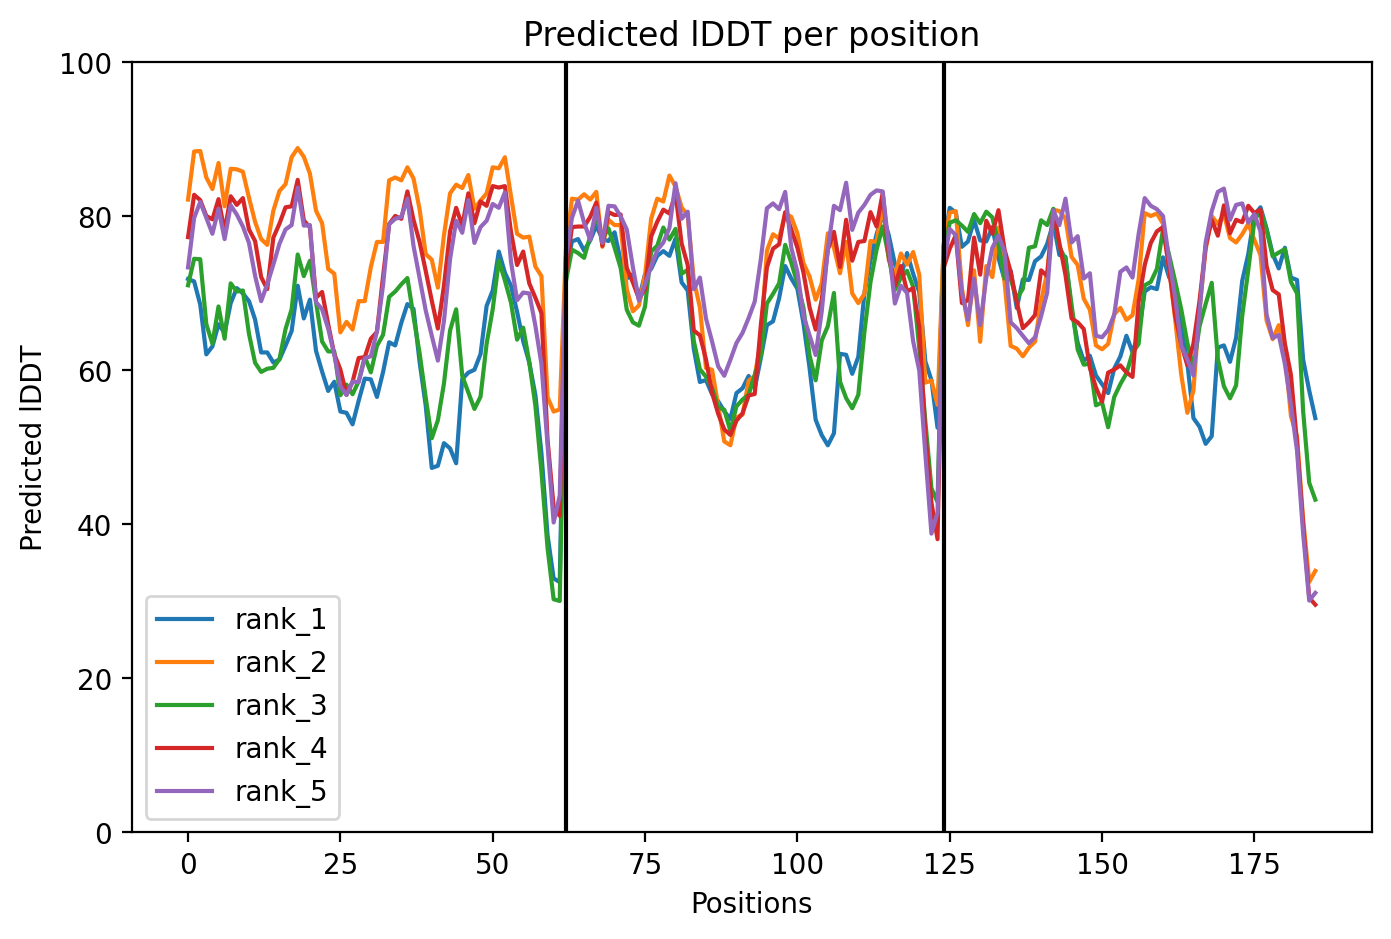 Predicted lDDT per position
100
80
60
40
20
0
Predicted lDDT
rank_1
rank_2
rank_3
rank_4
rank_5
0 25 50 75 100 125 150 175
Positions